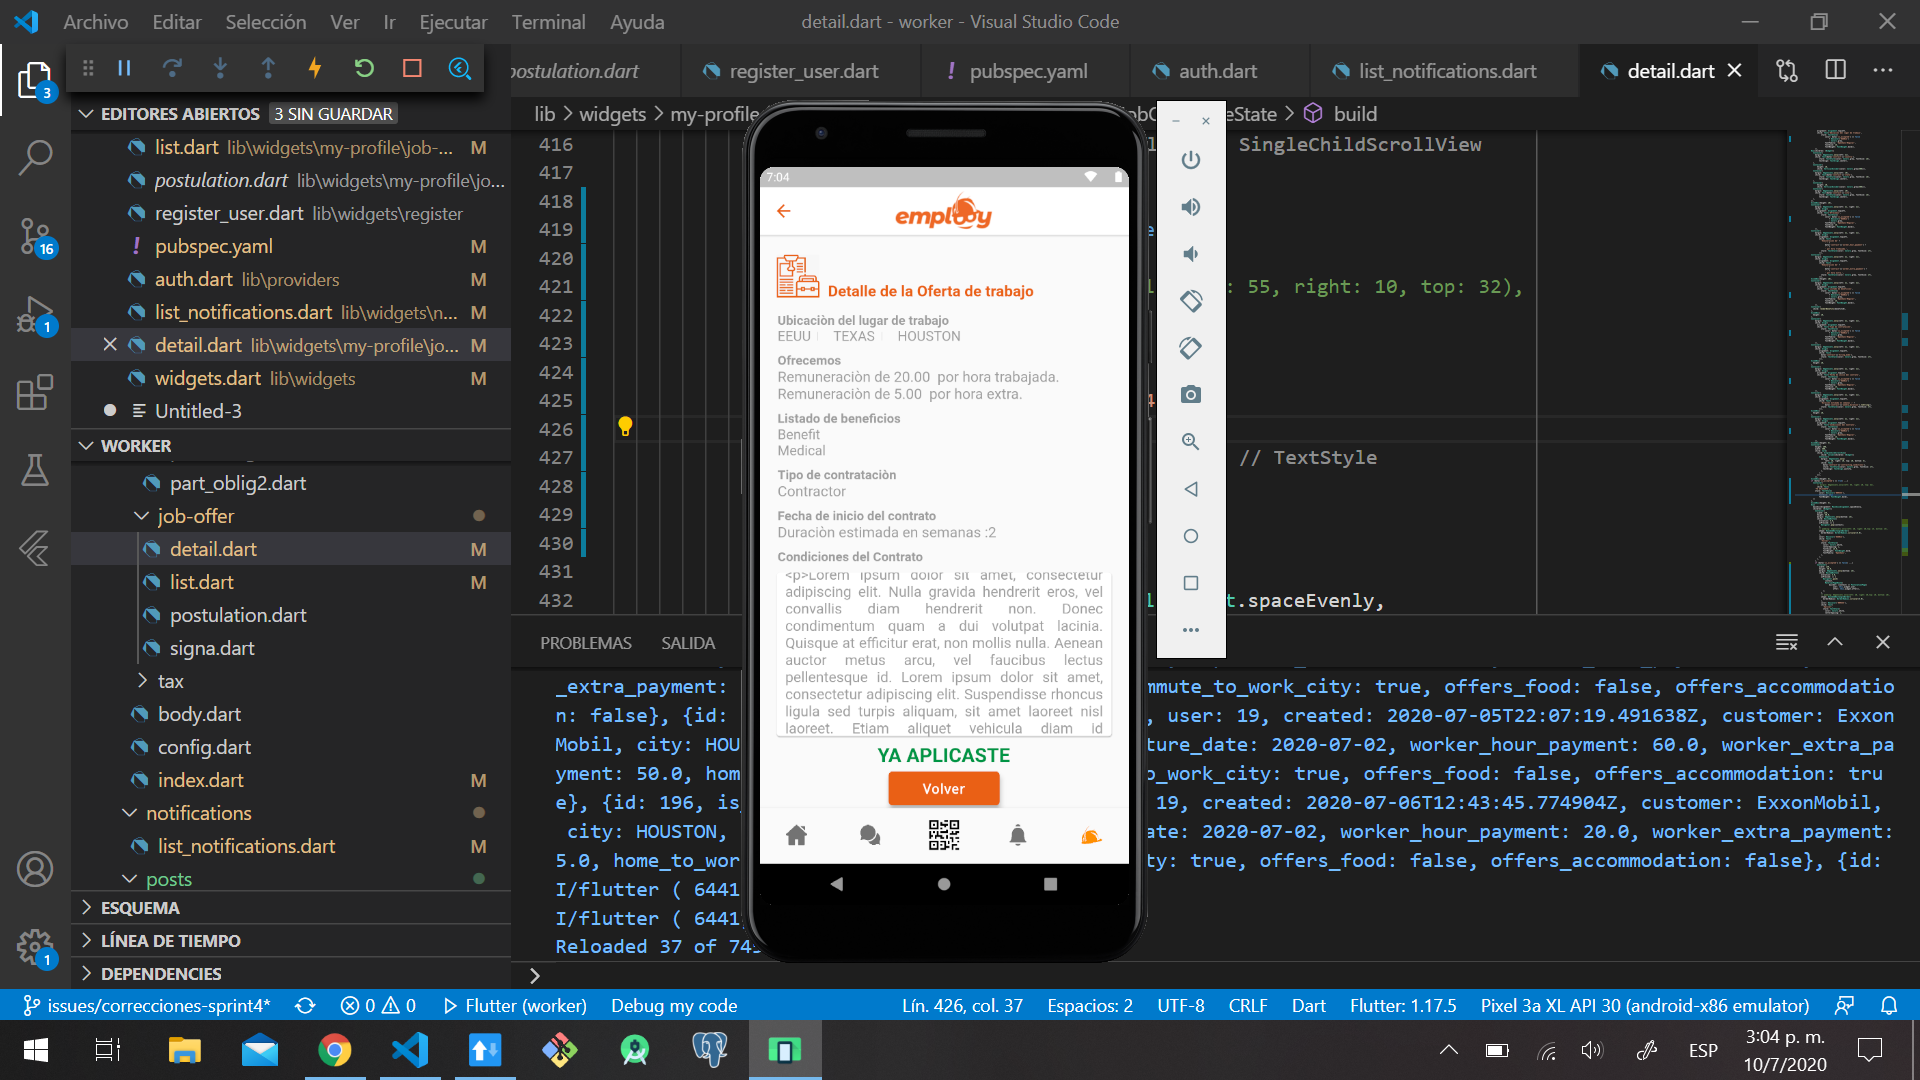 Archivo Editar Selección Ver Ir Ejecutar Terminal Ayuda
detail.dart - worker - Visual Studio Code
3
EDITORES ABIERTOS 3 SIN GUARDAR
list.dart lib\widgets\my-profile\job-... M
postulation.dart lib\widgets\my-profile\jo...
register_user.dart lib\widgets\register
! pubspec.yaml M
auth.dart lib\providers M
list_notifications.dart lib\widgets\n... M
detail.dart lib\widgets\my-profile\jo... M
widgets.dart lib\widgets M
Untitled-3
16
1
WORKER
part_oblig2.dart
job-offer
detail.dart M
list.dart M
postulation.dart
signa.dart
tax
body.dart
config.dart
index.dart M
notifications
list_notifications.dart M
posts
ESQUEMA
LÍNEA DE TIEMPO
DEPENDENCIES
1
postulation.dart register_user.dart ! pubspec.yaml auth.dart list_notifications.dart detail.dart
lib > widgets > my-profile
eState > build
416 SingleChildScrollView
417
418
419
420
421 : 55, right: 10, top: 32),
422
423
424
425 4
426
427 // TextStyle
428
429
430
431
432 t.spaceEvenly,
7:04
employ
Detalle de la Oferta de trabajo
Ubicaciòn del lugar de trabajo
EEUU TEXAS HOUSTON
Ofrecemos
Remuneraciòn de 20.00 por hora trabajada.
Remuneraciòn de 5.00 por hora extra.
Listado de beneficios
Benefit
Medical
Tipo de contrataciòn
Contractor
Fecha de inicio del contrato
Duraciòn estimada en semanas :2
Condiciones del Contrato
<p>Lorem ipsum dolor sit amet, consectetur
adipiscing elit. Nulla gravida hendrerit eros, vel
convallis diam hendrerit non. Donec
condimentum quam a dui volutpat lacinia.
Quisque at efficitur erat, non mollis nulla. Aenean
auctor metus arcu, vel faucibus lectus
pellentesque id. Lorem ipsum dolor sit amet,
consectetur adipiscing elit. Suspendisse rhoncus
ligula sed turpis aliquam, sit amet laoreet nisl
laoreet. Etiam aliquet vehicula diam id
YA APLICASTE
Volver
PROBLEMAS SALIDA
_extra_payment: mmute_to_work_city: true, offers_food: false, offers_accommodatio
n: false}, {id: , user: 19, created: 2020-07-05T22:07:19.491638Z, customer: Exxon
Mobil, city: HOU ture_date: 2020-07-02, worker_hour_payment: 60.0, worker_extra_pa
yment: 50.0, hom o_work_city: true, offers_food: false, offers_accommodation: tru
e}, {id: 196, is 19, created: 2020-07-06T12:43:45.774904Z, customer: ExxonMobil,
city: HOUSTON, ate: 2020-07-02, worker_hour_payment: 20.0, worker_extra_payment:
5.0, home_to_wor ty: true, offers_food: false, offers_accommodation: false}, {id:
I/flutter ( 6441
I/flutter ( 6441
Reloaded 37 of 74
issues/correcciones-sprint4* 0 0 Flutter (worker) Debug my code Lín. 426, col. 37 Espacios: 2 UTF-8 CRLF Dart Flutter: 1.17.5 Pixel 3a XL API 30 (android-x86 emulator)
ESP
3:04 p. m.
10/7/2020